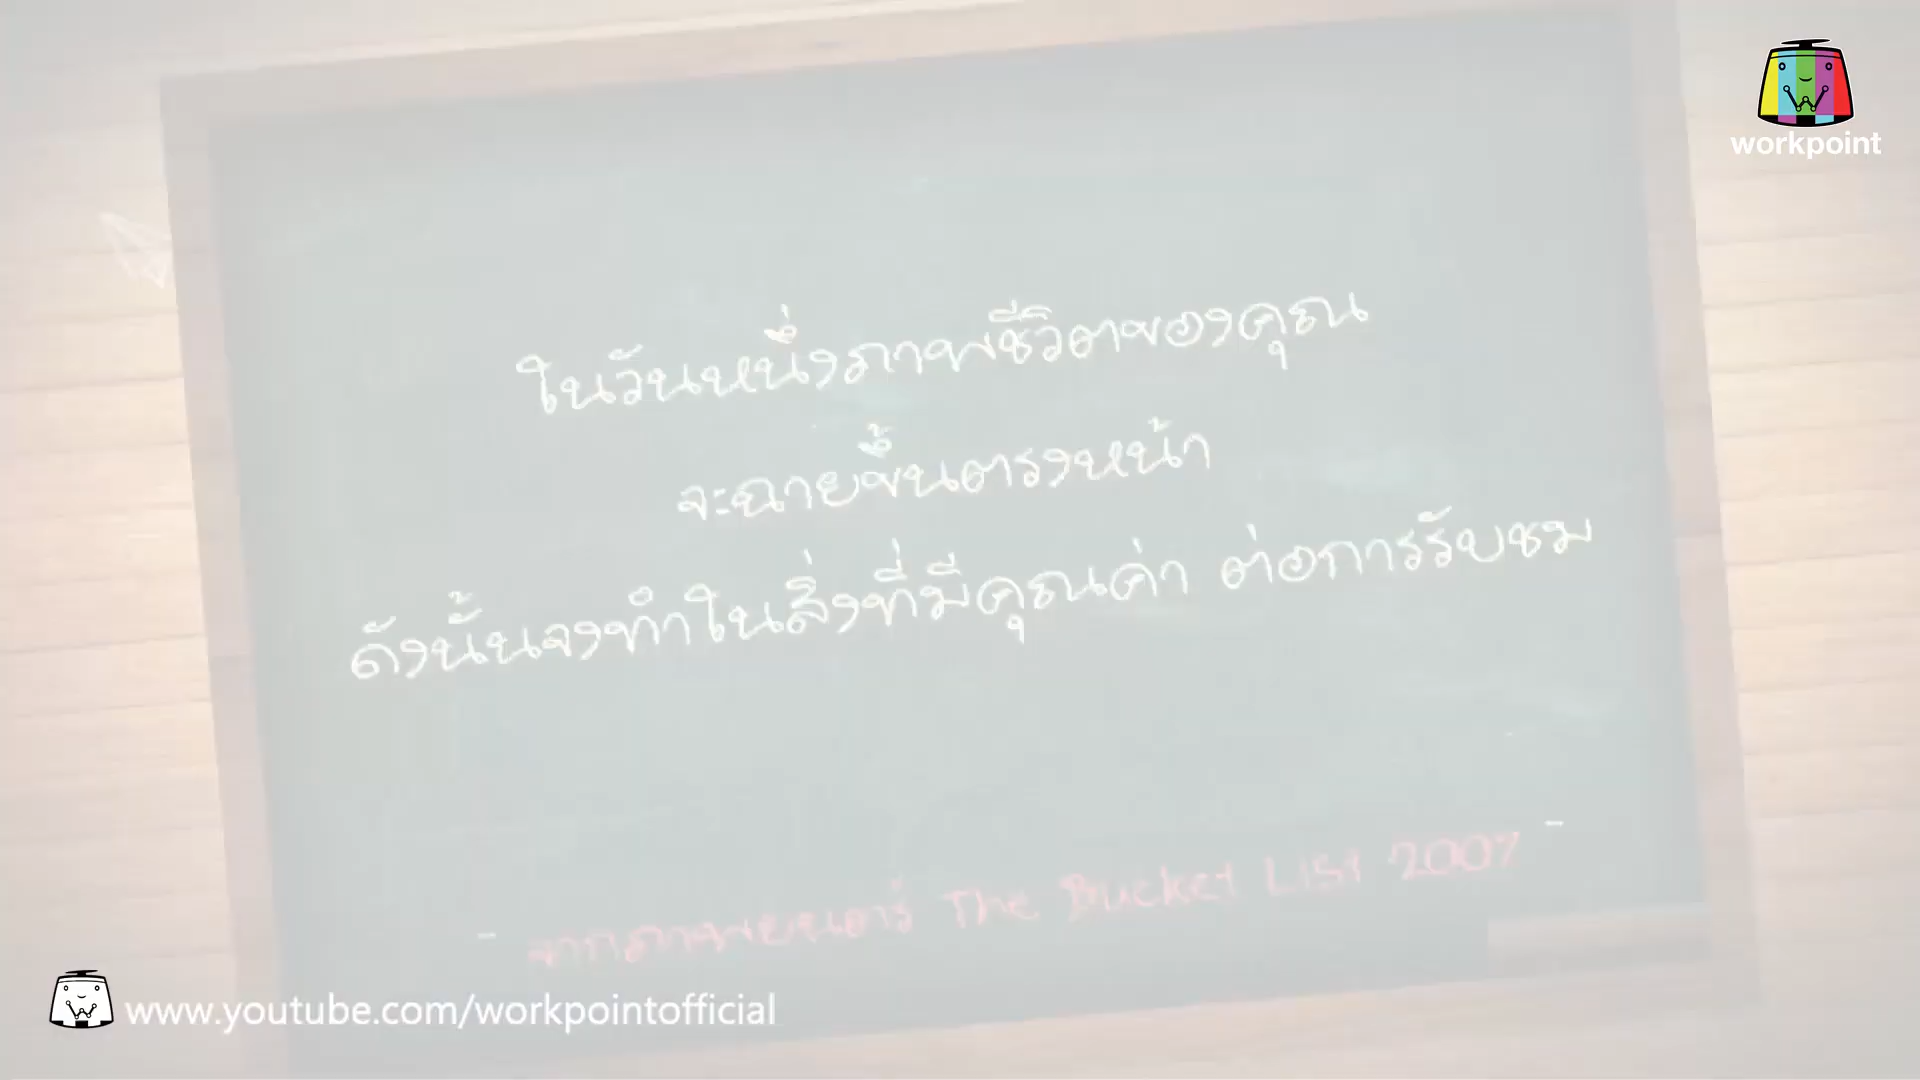 workpoint
ในวันหนึ่งภาพชีวิตของคุณ
จะฉายขึ้นตรงหน้า
ดังนั้นจงทำในสิ่งที่มีคุณค่า ต่อการรับชม
- จากภาพยนตร์ The Bucket List 2007 -
www.youtube.com/workpointofficial